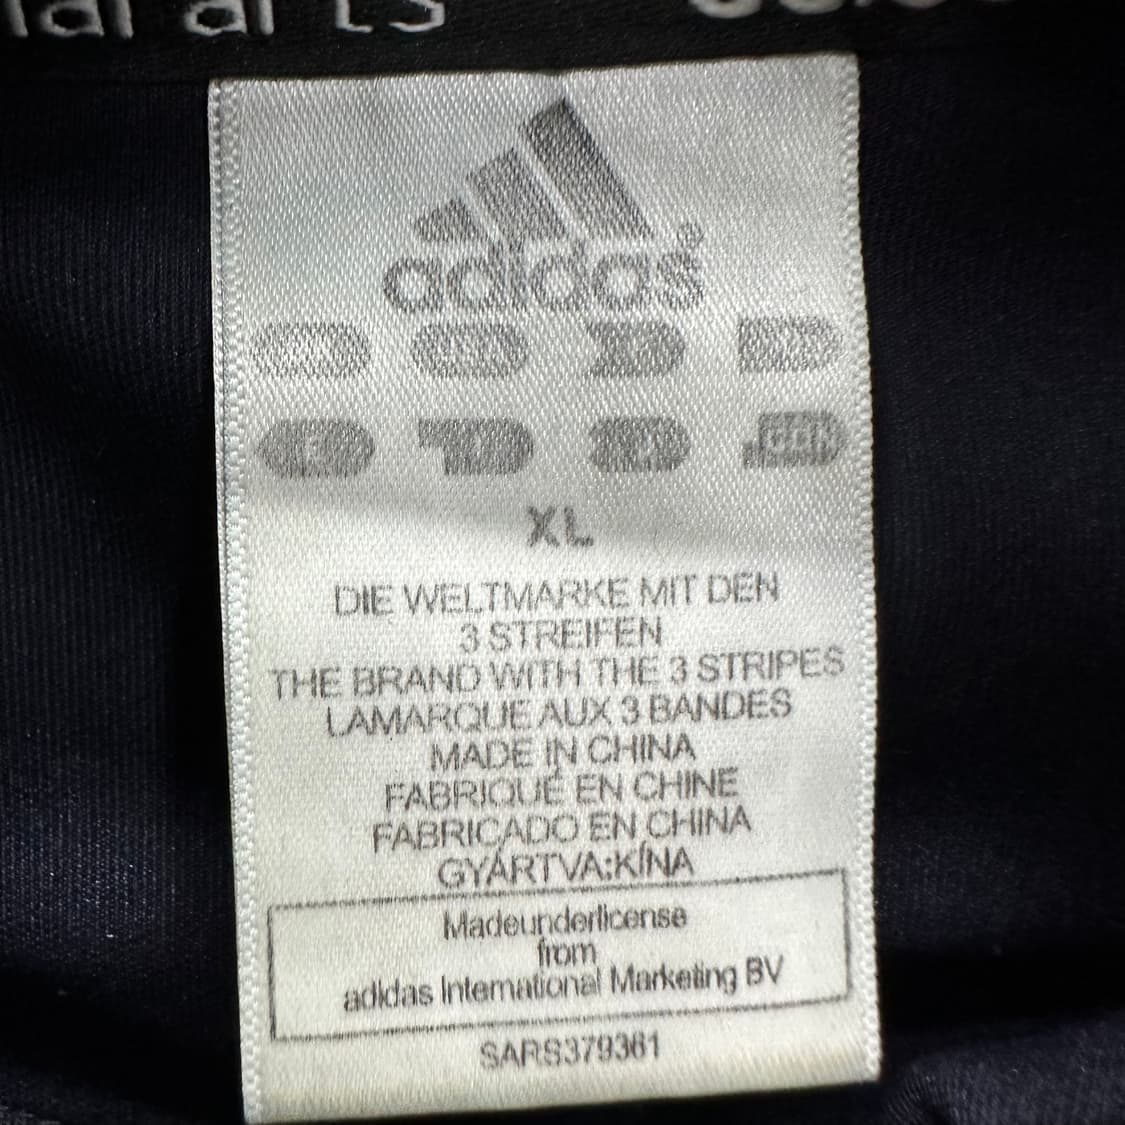 adidas®
XL
DIE WELTMARKE MIT DEN
3 STREIFEN
THE BRAND WITH THE 3 STRIPES
LAMARQUE AUX 3 BANDES
MADE IN CHINA
FABRIQUÉ EN CHINE
FABRICADO EN CHINA
GYÁRTVA:KÍNA
Madeunderlicense
from
adidas International Marketing BV
SARS379361